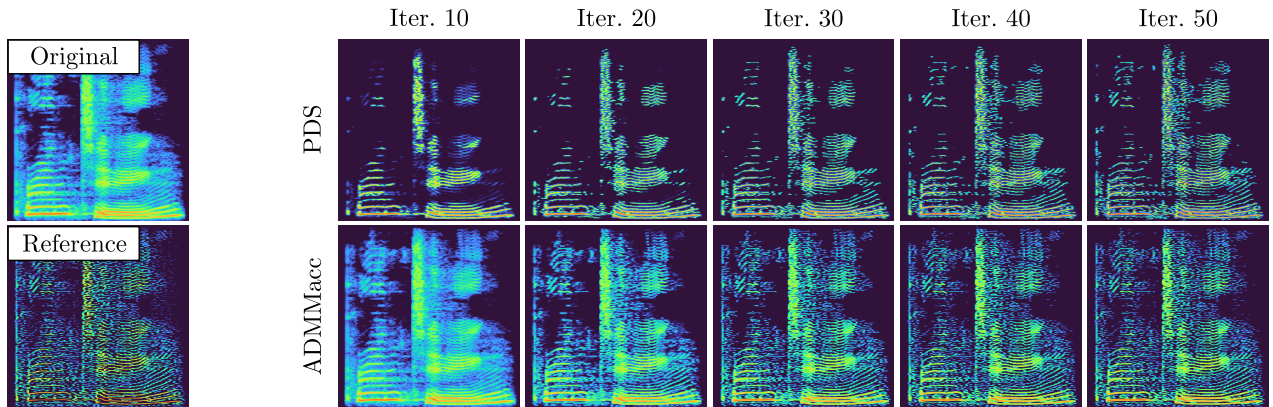 Iter. 10 Iter. 20 Iter. 30 Iter. 40 Iter. 50
Original
PDS
Reference
ADMMacc